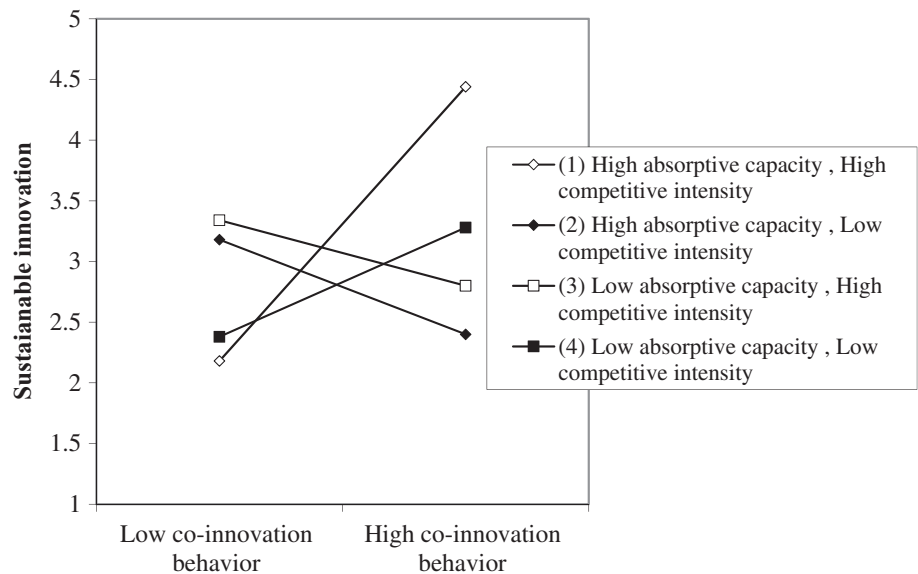 5
4.5
4
3.5
3
2.5
2
1.5
1
Sustaianable innovation
Low co-innovation
behavior
High co-innovation
behavior
(1) High absorptive capacity , High
competitive intensity
(2) High absorptive capacity , Low
competitive intensity
(3) Low absorptive capacity , High
competitive intensity
(4) Low absorptive capacity , Low
competitive intensity